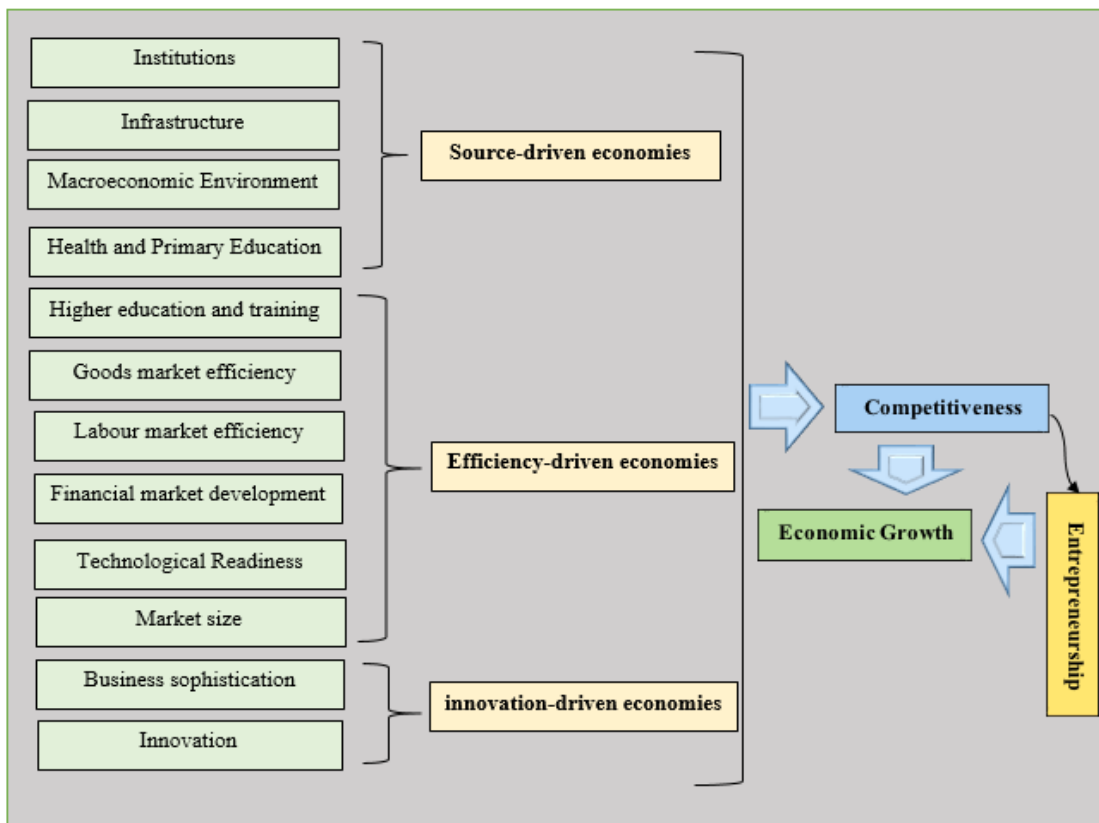 Institutions
Infrastructure
Macroeconomic Environment
Health and Primary Education
Higher education and training
Goods market efficiency
Labour market efficiency
Financial market development
Technological Readiness
Market size
Business sophistication
Innovation
Source-driven economies
Efficiency-driven economies
innovation-driven economies
Competitiveness
Economic Growth
Entrepreneurship